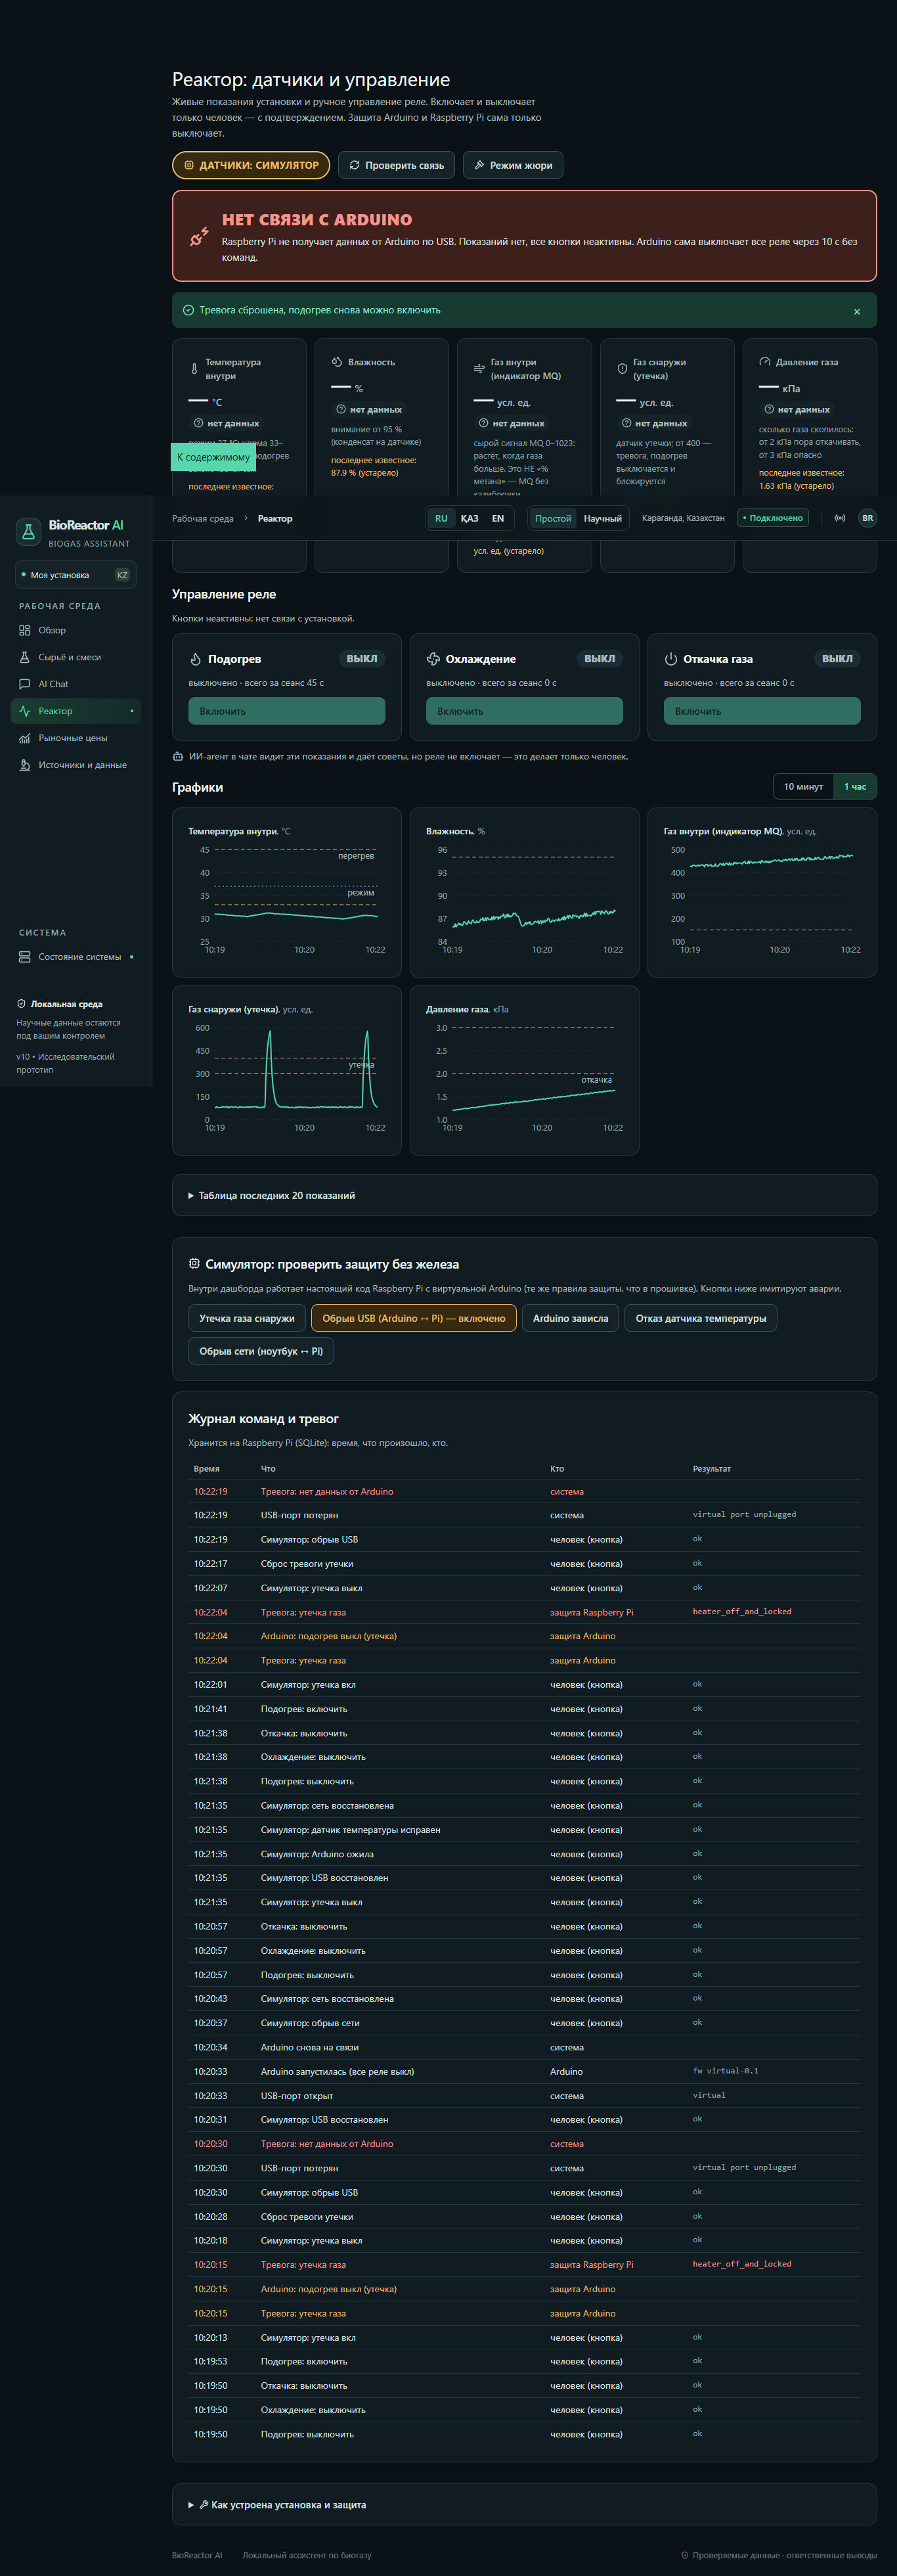 Реактор: датчики и управление
Живые показания установки и ручное управление реле. Включает и выключает
только человек — с подтверждением. Защита Arduino и Raspberry Pi сама только
выключает.
ДАТЧИКИ: СИМУЛЯТОР
Проверить связь
Режим жюри
НЕТ СВЯЗИ С ARDUINO
Raspberry Pi не получает данных от Arduino по USB. Показаний нет, все кнопки неактивны. Arduino сама выключает все реле через 10 с без
команд.
Тревога сброшена, подогрев снова можно включить
×
Температура
внутри
— °C
нет данных
последнее известное:
Влажность
— %
нет данных
внимание от 95 %
(конденсат на датчике)
последнее известное:
87.9 % (устарело)
Газ внутри
(индикатор MQ)
— усл. ед.
нет данных
сырой сигнал MQ 0–1023:
растёт, когда газа
больше. Это НЕ «%
метана» — MQ без
калибровки
усл. ед. (устарело)
Газ снаружи
(утечка)
— усл. ед.
нет данных
датчик утечки; от 400 —
тревога, подогрев
выключается и
блокируется
Давление газа
— кПа
нет данных
сколько газа скопилось:
от 2 кПа пора откачивать,
от 3 кПа опасно
последнее известное:
1.63 кПа (устарело)
К содержимому
BioReactor AI
BIOGAS ASSISTANT
Рабочая среда › Реактор
RU ҚАЗ EN
Простой Научный
Караганда, Казахстан
• Подключено
BR
Моя установка KZ
РАБОЧАЯ СРЕДА
Обзор
Сырьё и смеси
AI Chat
Реактор
Рыночные цены
Источники и данные
СИСТЕМА
Состояние системы
Локальная среда
Научные данные остаются
под вашим контролем
v10 • Исследовательский
прототип
Управление реле
Кнопки неактивны: нет связи с установкой.
Подогрев ВЫКЛ
выключено · всего за сеанс 45 с
Включить
Охлаждение ВЫКЛ
выключено · всего за сеанс 0 с
Включить
Откачка газа ВЫКЛ
выключено · всего за сеанс 0 с
Включить
ИИ-агент в чате видит эти показания и даёт советы, но реле не включает — это делает только человек.
Графики
10 минут 1 час
Температура внутри, °C
45
40
35
30
25
перегрев
режим
10:19 10:20 10:22
Влажность, %
96
93
90
87
84
10:19 10:20 10:22
Газ внутри (индикатор MQ), усл. ед.
500
400
300
200
100
10:19 10:20 10:22
Газ снаружи (утечка), усл. ед.
600
450
300
150
0
утечка
10:19 10:20 10:22
Давление газа, кПа
3.0
2.5
2.0
1.5
1.0
откачка
10:19 10:20 10:22
Таблица последних 20 показаний
Симулятор: проверить защиту без железа
Внутри дашборда работает настоящий код Raspberry Pi с виртуальной Arduino (те же правила защиты, что в прошивке). Кнопки ниже имитируют аварии.
Утечка газа снаружи
Обрыв USB (Arduino ↔ Pi) — включено
Arduino зависла
Отказ датчика температуры
Обрыв сети (ноутбук ↔ Pi)
Журнал команд и тревог
Хранится на Raspberry Pi (SQLite): время, что произошло, кто.
Время Что Кто Результат
10:22:19 Тревога: нет данных от Arduino система
10:22:19 USB-порт потерян система virtual port unplugged
10:22:19 Симулятор: обрыв USB человек (кнопка) ok
10:22:17 Сброс тревоги утечки человек (кнопка) ok
10:22:07 Симулятор: утечка выкл человек (кнопка) ok
10:22:04 Тревога: утечка газа защита Raspberry Pi heater_off_and_locked
10:22:04 Arduino: подогрев выкл (утечка) защита Arduino
10:22:04 Тревога: утечка газа защита Arduino
10:22:01 Симулятор: утечка вкл человек (кнопка) ok
10:21:41 Подогрев: включить человек (кнопка) ok
10:21:38 Откачка: выключить человек (кнопка) ok
10:21:38 Охлаждение: выключить человек (кнопка) ok
10:21:38 Подогрев: выключить человек (кнопка) ok
10:21:35 Симулятор: сеть восстановлена человек (кнопка) ok
10:21:35 Симулятор: датчик температуры исправен человек (кнопка) ok
10:21:35 Симулятор: Arduino ожила человек (кнопка) ok
10:21:35 Симулятор: USB восстановлен человек (кнопка) ok
10:21:35 Симулятор: утечка выкл человек (кнопка) ok
10:20:57 Откачка: выключить человек (кнопка) ok
10:20:57 Охлаждение: выключить человек (кнопка) ok
10:20:57 Подогрев: выключить человек (кнопка) ok
10:20:43 Симулятор: сеть восстановлена человек (кнопка) ok
10:20:37 Симулятор: обрыв сети человек (кнопка) ok
10:20:34 Arduino снова на связи система
10:20:33 Arduino запустилась (все реле выкл) Arduino fw virtual-0.1
10:20:33 USB-порт открыт система virtual
10:20:31 Симулятор: USB восстановлен человек (кнопка) ok
10:20:30 Тревога: нет данных от Arduino система
10:20:30 USB-порт потерян система virtual port unplugged
10:20:30 Симулятор: обрыв USB человек (кнопка) ok
10:20:28 Сброс тревоги утечки человек (кнопка) ok
10:20:18 Симулятор: утечка выкл человек (кнопка) ok
10:20:15 Тревога: утечка газа защита Raspberry Pi heater_off_and_locked
10:20:15 Arduino: подогрев выкл (утечка) защита Arduino
10:20:15 Тревога: утечка газа защита Arduino
10:20:13 Симулятор: утечка вкл человек (кнопка) ok
10:19:53 Подогрев: включить человек (кнопка) ok
10:19:50 Откачка: выключить человек (кнопка) ok
10:19:50 Охлаждение: выключить человек (кнопка) ok
10:19:50 Подогрев: выключить человек (кнопка) ok
Как устроена установка и защита
BioReactor AI
Локальный ассистент по биогазу
Проверяемые данные · ответственные выводы